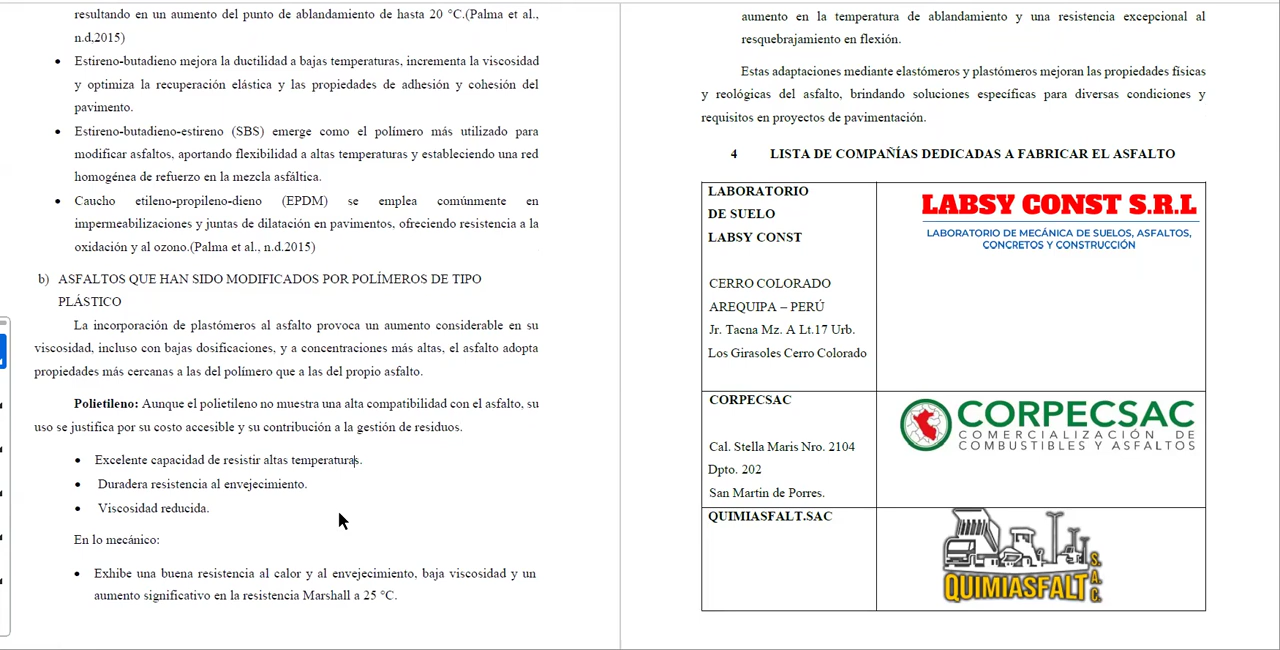 resultando en un aumento del punto de ablandamiento de hasta 20 °C.(Palma et al.,
n.d,2015)
• Estireno-butadieno mejora la ductilidad a bajas temperaturas, incrementa la viscosidad
y optimiza la recuperación elástica y las propiedades de adhesión y cohesión del
pavimento.
• Estireno-butadieno-estireno (SBS) emerge como el polímero más utilizado para
modificar asfaltos, aportando flexibilidad a altas temperaturas y estableciendo una red
homogénea de refuerzo en la mezcla asfáltica.
• Caucho etileno-propileno-dieno (EPDM) se emplea comúnmente en
impermeabilizaciones y juntas de dilatación en pavimentos, ofreciendo resistencia a la
oxidación y al ozono.(Palma et al., n.d.2015)
b) ASFALTOS QUE HAN SIDO MODIFICADOS POR POLÍMEROS DE TIPO
PLÁSTICO
La incorporación de plastómeros al asfalto provoca un aumento considerable en su
viscosidad, incluso con bajas dosificaciones, y a concentraciones más altas, el asfalto adopta
propiedades más cercanas a las del polímero que a las del propio asfalto.
Polietileno: Aunque el polietileno no muestra una alta compatibilidad con el asfalto, su
uso se justifica por su costo accesible y su contribución a la gestión de residuos.
• Excelente capacidad de resistir altas temperaturas.
• Duradera resistencia al envejecimiento.
• Viscosidad reducida.
En lo mecánico:
• Exhibe una buena resistencia al calor y al envejecimiento, baja viscosidad y un
aumento significativo en la resistencia Marshall a 25 °C.
aumento en la temperatura de ablandamiento y una resistencia excepcional al
resquebrajamiento en flexión.
Estas adaptaciones mediante elastómeros y plastómeros mejoran las propiedades físicas
y reológicas del asfalto, brindando soluciones específicas para diversas condiciones y
requisitos en proyectos de pavimentación.
4 LISTA DE COMPAÑÍAS DEDICADAS A FABRICAR EL ASFALTO
LABORATORIO
DE SUELO
LABSY CONST
CERRO COLORADO
AREQUIPA – PERÚ
Jr. Tacna Mz. A Lt.17 Urb.
Los Girasoles Cerro Colorado
LABSY CONST S.R.L
LABORATORIO DE MECÁNICA DE SUELOS, ASFALTOS,
CONCRETOS Y CONSTRUCCIÓN
CORPECSAC
Cal. Stella Maris Nro. 2104
Dpto. 202
San Martin de Porres.
CORPECSAC
COMERCIALIZACIÓN DE
COMBUSTIBLES Y ASFALTOS
QUIMIASFALT.SAC
QUIMIASFALT S.A.C.